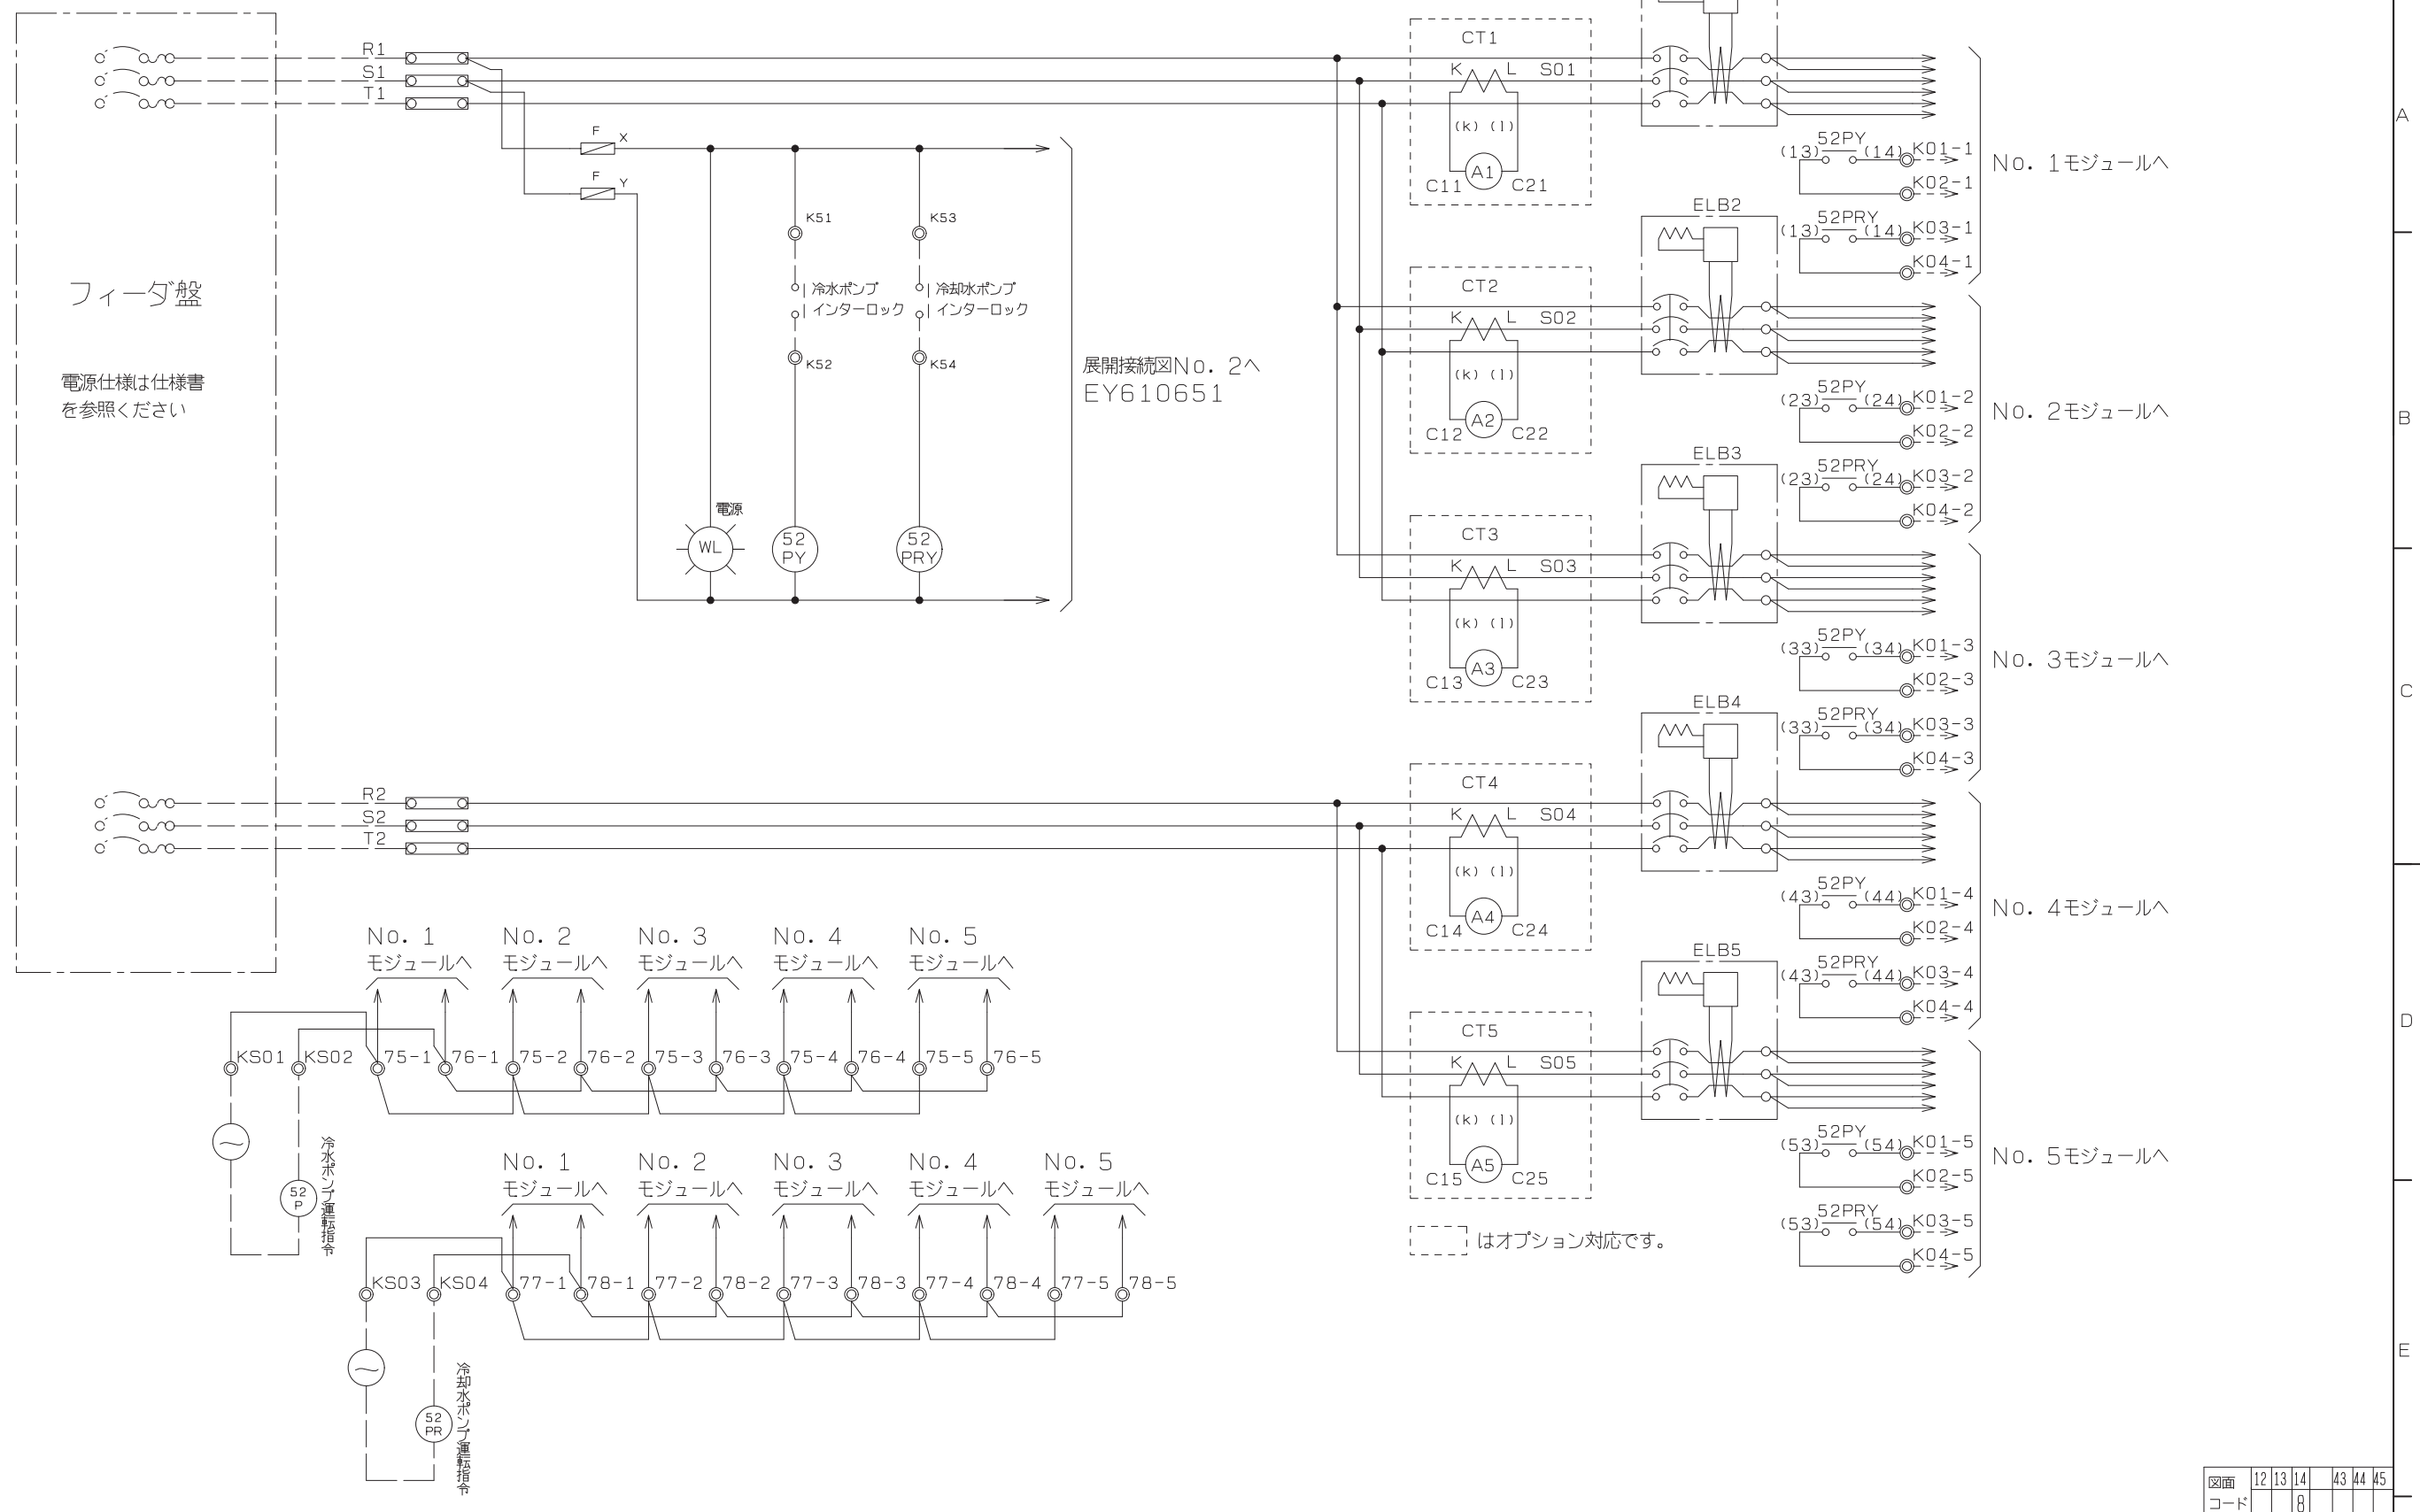 フィーダ盤
電源仕様は仕様書
を参照ください
R1
S1
T1
F X
F Y
K51
K52
冷水ポンプ
インターロック
K53
K54
冷却水ポンプ
インターロック
電源
WL
52
PY
52
PRY
展開接続図No. 2へ
EY610651
CT1
K L S01
(k) (l)
A1
C11 C21
52PY
(13) (14) K01-1
K02-1
52PRY
(13) (14) K03-1
K04-1
No. 1モジュールへ
ELB2
CT2
K L S02
(k) (l)
A2
C12 C22
52PY
(23) (24) K01-2
K02-2
52PRY
(23) (24) K03-2
K04-2
No. 2モジュールへ
ELB3
CT3
K L S03
(k) (l)
A3
C13 C23
52PY
(33) (34) K01-3
K02-3
52PRY
(33) (34) K03-3
K04-3
No. 3モジュールへ
R2
S2
T2
ELB4
CT4
K L S04
(k) (l)
A4
C14 C24
52PY
(43) (44) K01-4
K02-4
52PRY
(43) (44) K03-4
K04-4
No. 4モジュールへ
ELB5
CT5
K L S05
(k) (l)
A5
C15 C25
52PY
(53) (54) K01-5
K02-5
52PRY
(53) (54) K03-5
K04-5
No. 5モジュールへ
はオプション対応です。
No. 1 No. 2 No. 3 No. 4 No. 5
モジュールへ モジュールへ モジュールへ モジュールへ モジュールへ
KS01 KS02 75-1 76-1 75-2 76-2 75-3 76-3 75-4 76-4 75-5 76-5
52
P
冷水ポンプ運転指令
No. 1 No. 2 No. 3 No. 4 No. 5
モジュールへ モジュールへ モジュールへ モジュールへ モジュールへ
KS03 KS04 77-1 78-1 77-2 78-2 77-3 78-3 77-4 78-4 77-5 78-5
52
PR
冷却水ポンプ運転指令
A
B
C
D
E
図面 12 13 14 43 44 45
コード 8